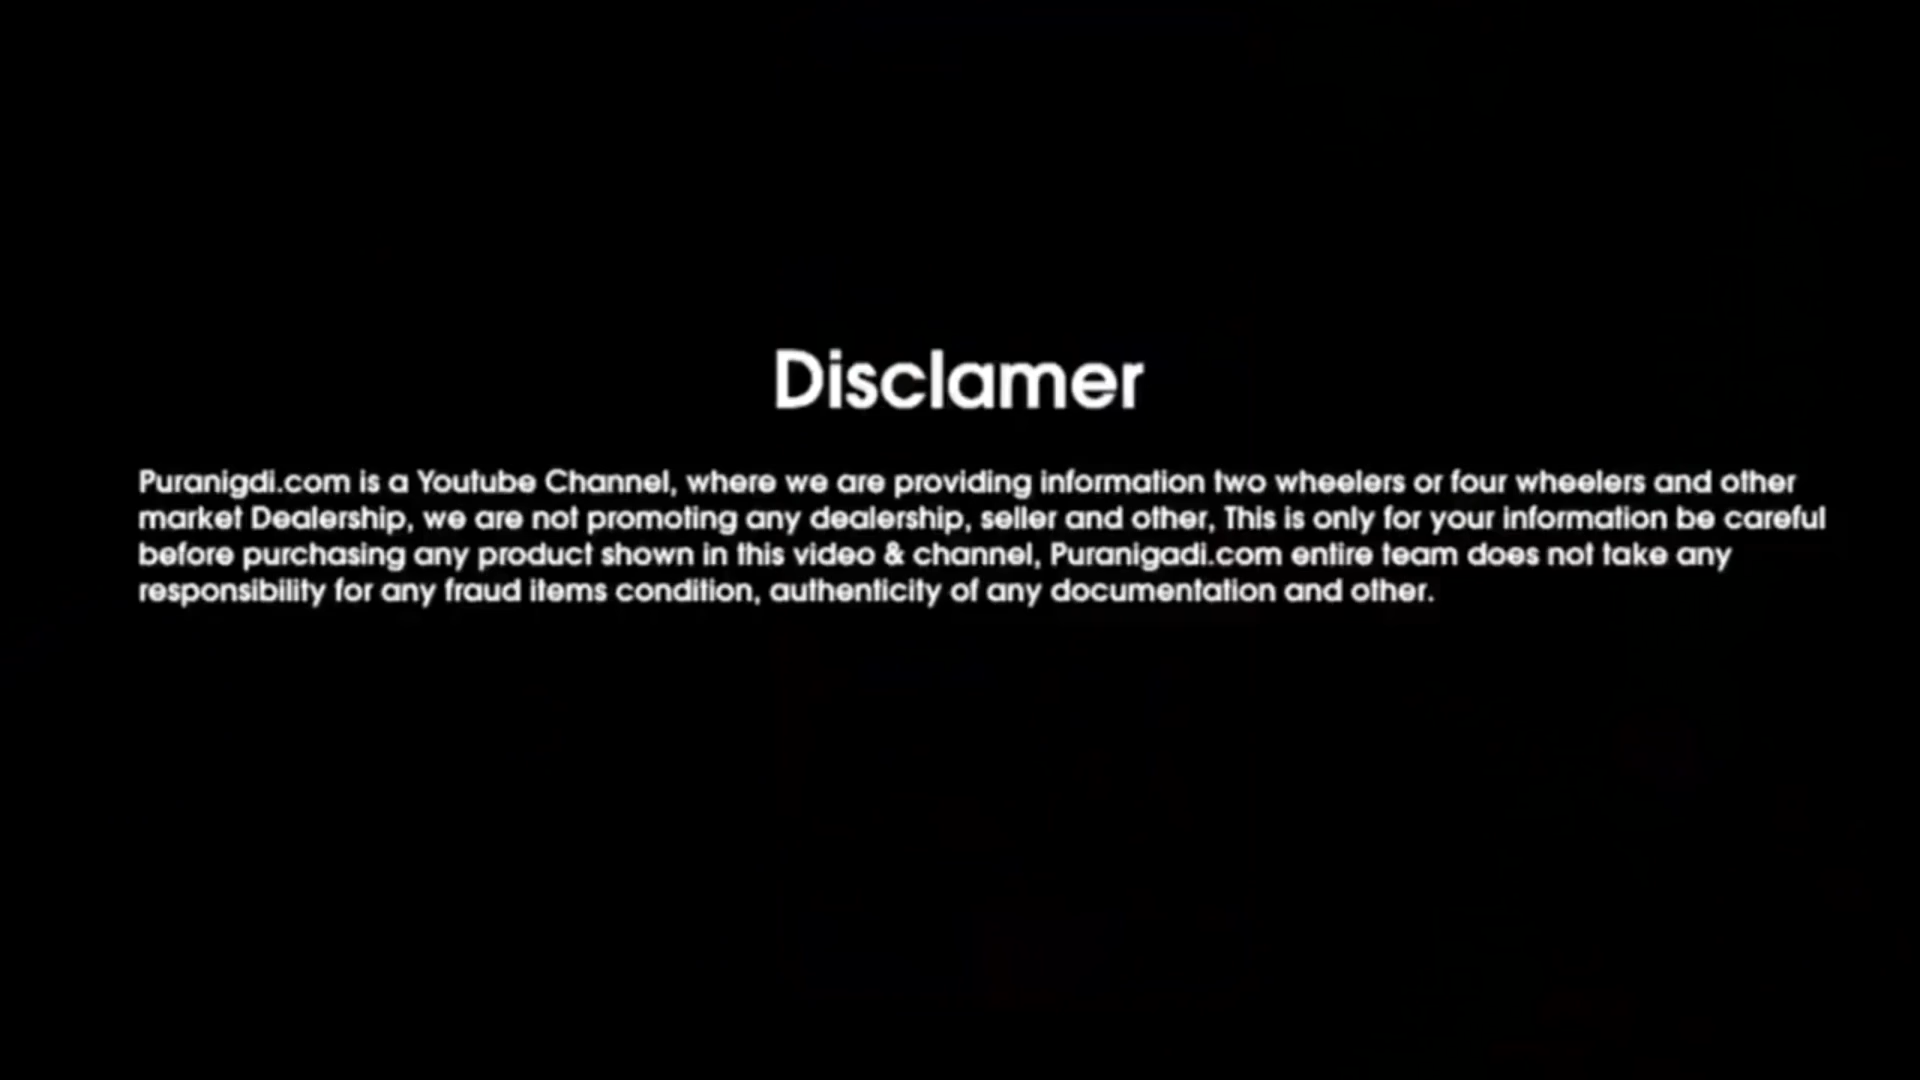 Disclamer
Puranigdi.com is a Youtube Channel, where we are providing information two wheelers or four wheelers and other
market Dealership, we are not promoting any dealership, seller and other, This is only for your information be careful
before purchasing any product shown in this video & channel, Puranigadi.com entire team does not take any
responsibility for any fraud items condition, authenticity of any documentation and other.